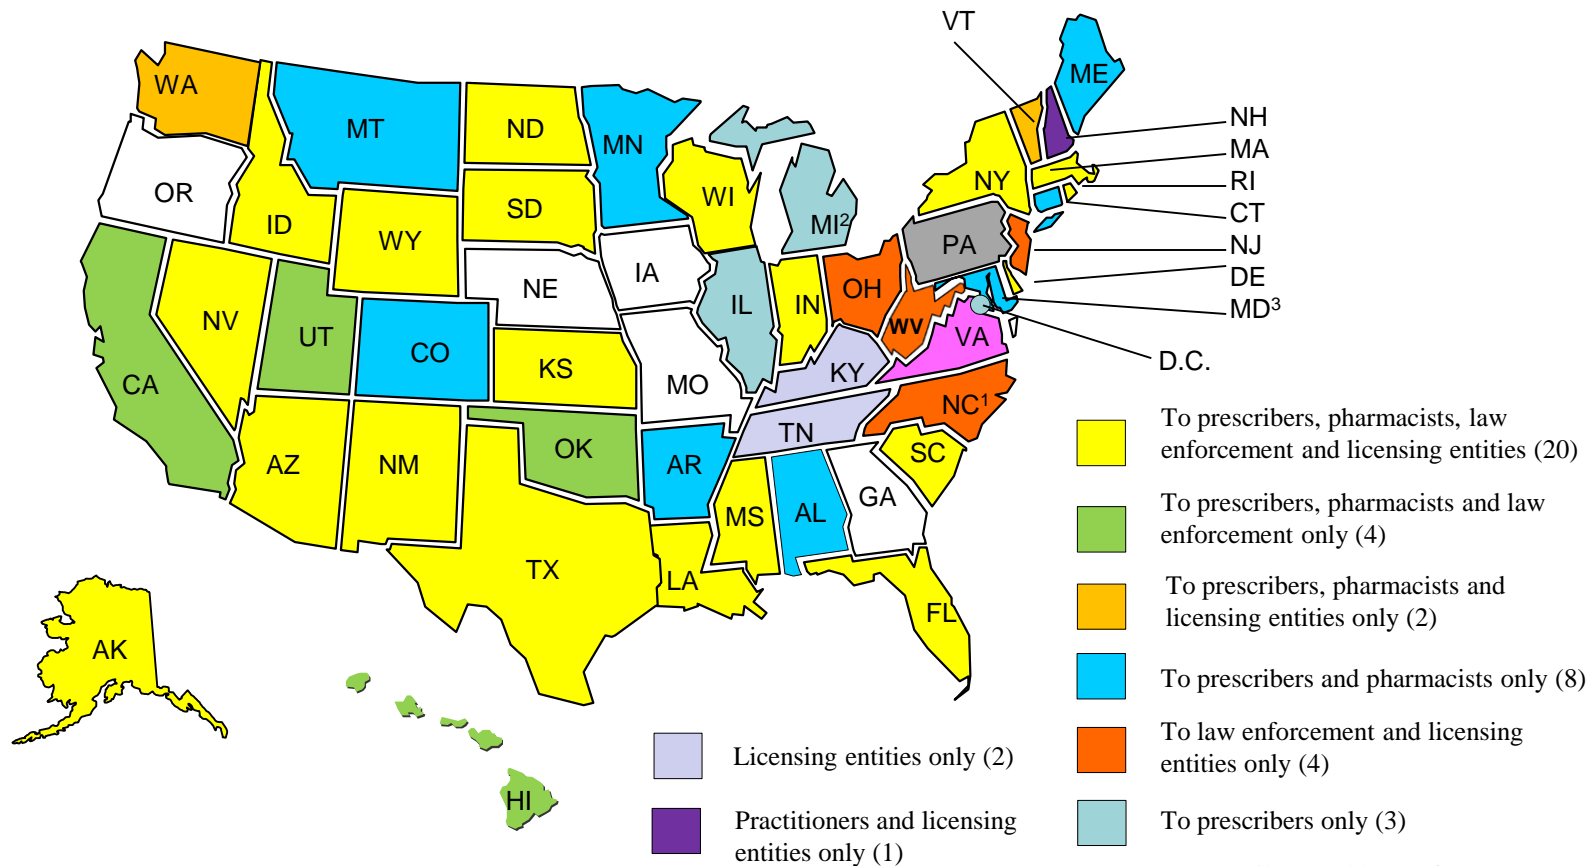 VT
ME
WA
MT
ND
MN
NH
MA
RI
CT
NJ
DE
MD³
D.C.
OR
ID
SD
WI
NY
MI²
WY
PA
NE
IA
NV
UT
CO
IL
IN
OH
WV
VA
CA
KS
MO
KY
NC¹
TN
AZ
NM
OK
AR
SC
MS
AL
GA
TX
LA
FL
AK
HI
To prescribers, pharmacists, law
enforcement and licensing entities (20)
To prescribers, pharmacists and law
enforcement only (4)
To prescribers, pharmacists and
licensing entities only (2)
To prescribers and pharmacists only (8)
To law enforcement and licensing
entities only (4)
To prescribers only (3)
Licensing entities only (2)
Practitioners and licensing
entities only (1)